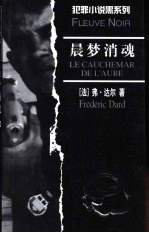 犯罪小说黑系列
FLEUVE NOIR
晨梦消魂
LE CAUCHEMAR
DE L'AUBE
[法] 弗·达尔 著
Frédéric Dard